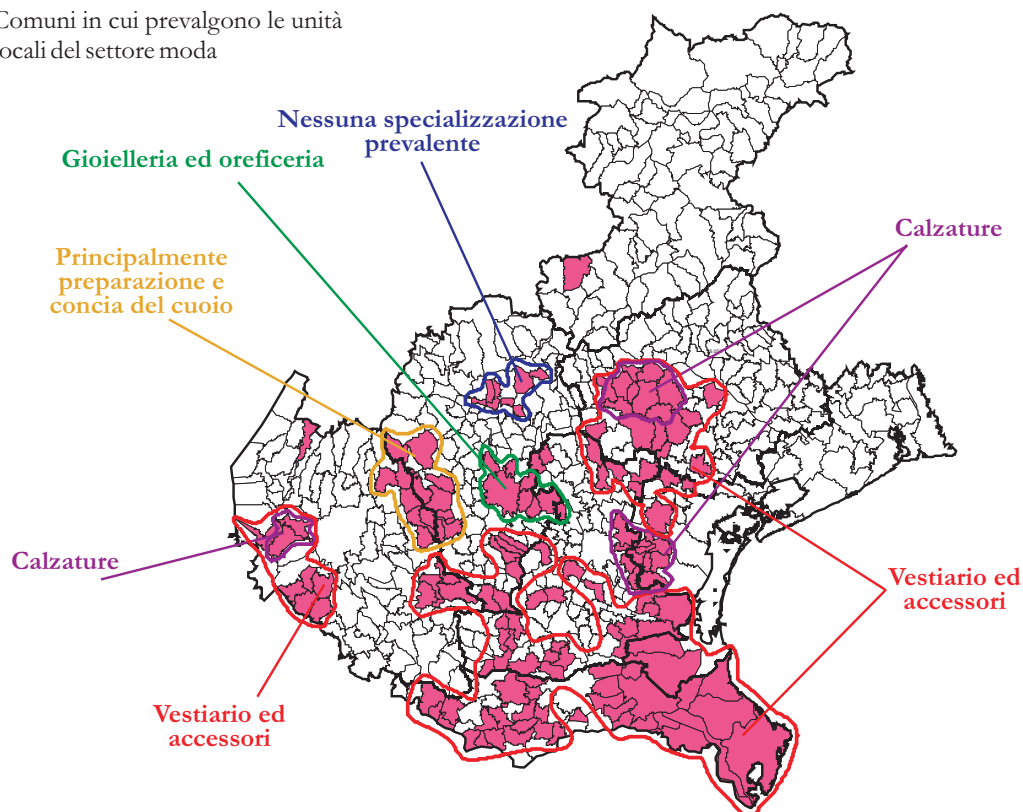 Comuni in cui prevalgono le unità
locali del settore moda
Nessuna specializzazione
prevalente
Gioielleria ed oreficeria
Calzature
Principalmente
preparazione e
concia del cuoio
Calzature
Vestiario ed
accessori
Vestiario ed
accessori